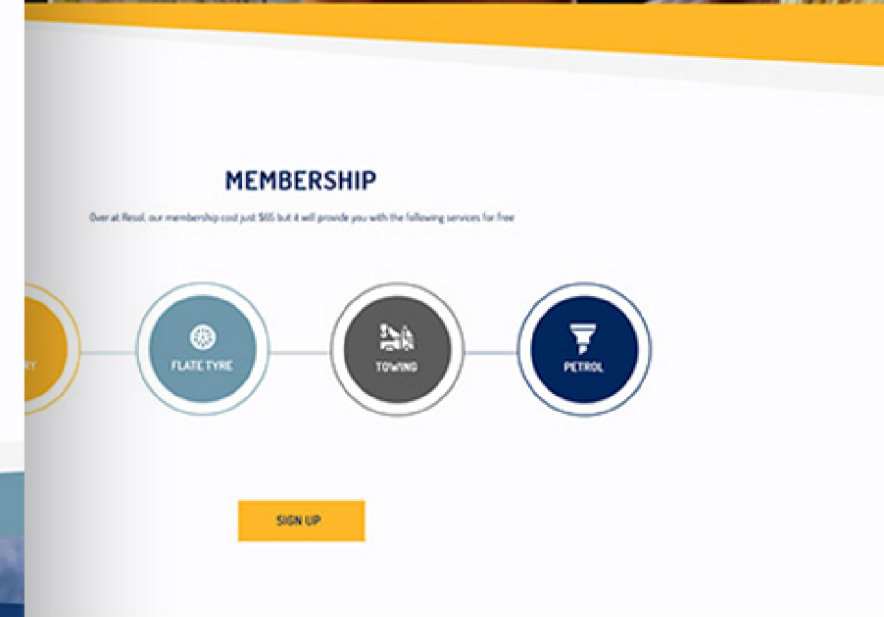 MEMBERSHIP
Over at Resol, our membership cost just $65 but it will provide you with the following services for free
RY
FLATE TYRE
TOWING
PETROL
SIGN UP